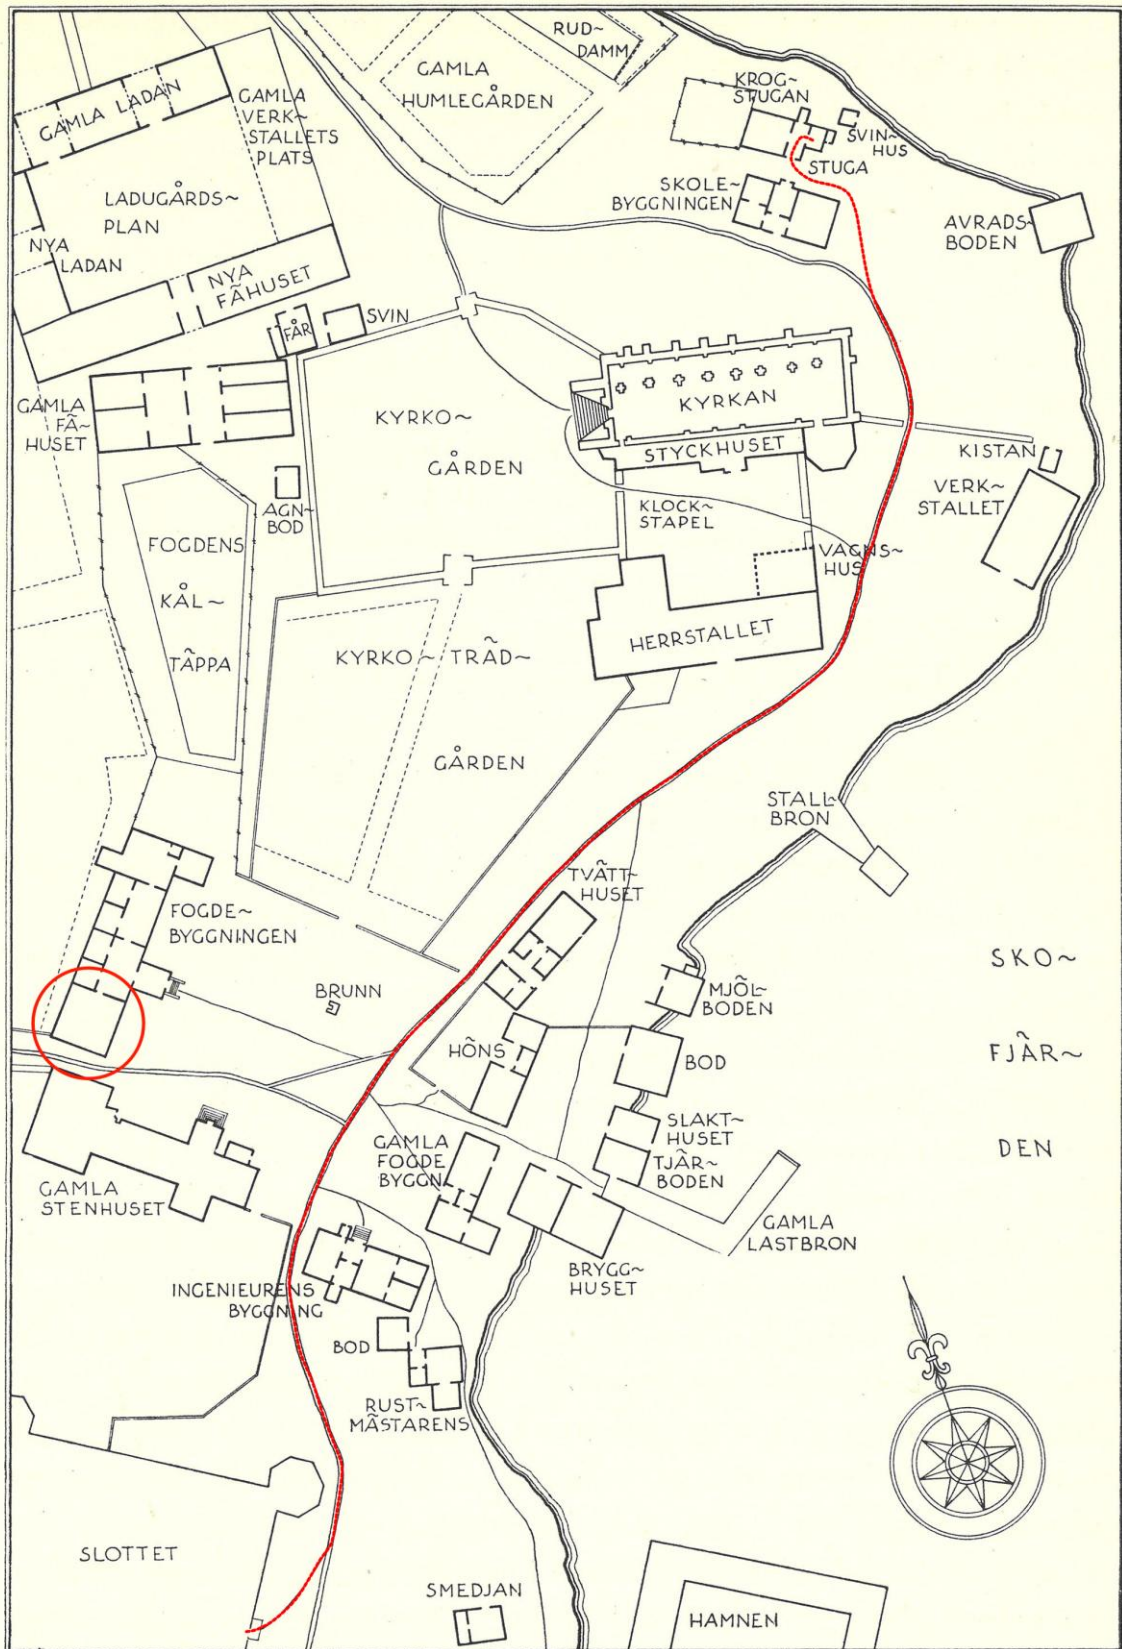 RUD~
DAMM
GAMLA
HUMLEGÅRDEN
KROG~
STUGAN
SVIN~
HUS
STUGA
GAMLA LADAN
GAMLA
VERK~
STALLETS
PLATS
LADUGÅRDS~
PLAN
SKOLE~
BYGGNINGEN
AVRADS~
BODEN
NYA
LADAN
NYA
FÄHUSET
FÅR
SVIN
GAMLA
FÄ~
HUSET
KYRKO~
GÅRDEN
KYRKAN
STYCKHUSET
KISTAN
VERK~
STALLET
AGN~
BOD
KLOCK~
STAPEL
FOGDENS
KÅL~
TÄPPA
VAGNS~
HUS
HERRSTALLET
KYRKO~TRÄD~
GÅRDEN
STALL~
BRON
TVÄTT~
HUSET
FOGDE~
BYGGNINGEN
BRUNN
MJÖL~
BODEN
SKO~
FJÄR~
DEN
HÖNS
BOD
SLAKT~
HUSET
TJÄR~
BODEN
GAMLA
FOGDE
BYGGN.
GAMLA
STENHUSET
GAMLA
LASTBRON
BRYGG~
HUSET
INGENIEURENS
BYGGNING
BOD
RUST~
MÄSTARENS
SLOTTET
SMEDJAN
HAMNEN